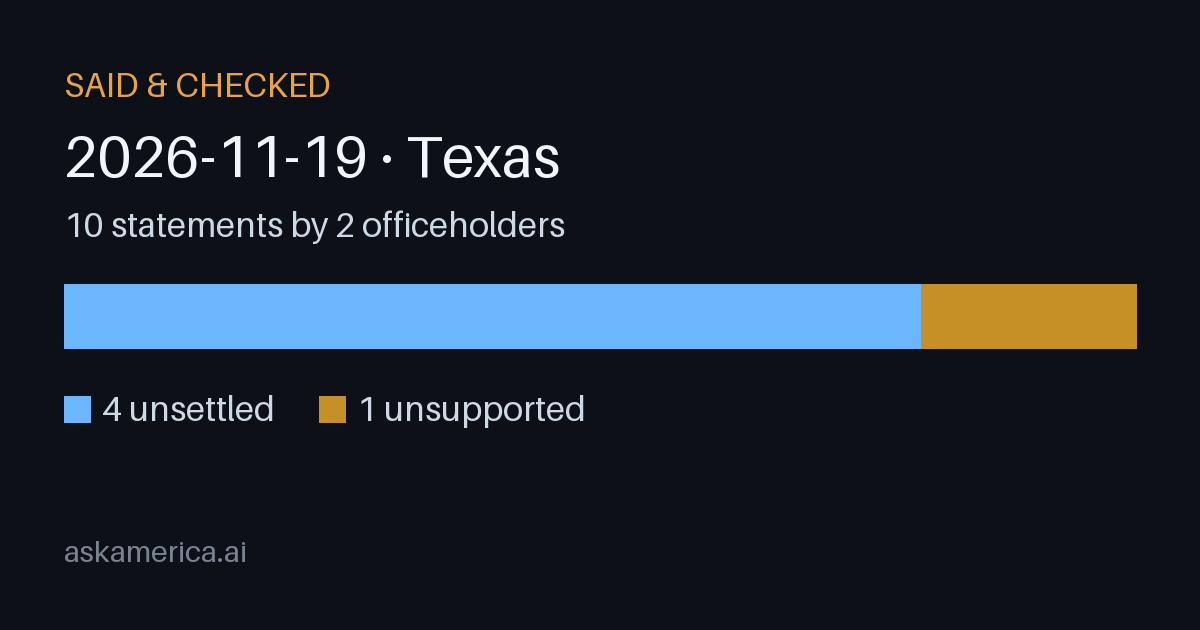 SAID & CHECKED
2026-11-19 · Texas
10 statements by 2 officeholders
4 unsettled 1 unsupported
askamerica.ai